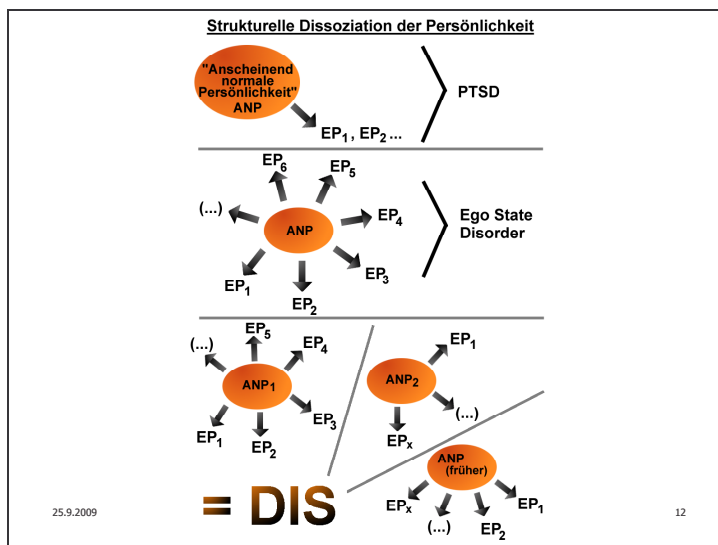 Strukturelle Dissoziation der Persönlichkeit
"Anscheinend
normale
Persönlichkeit"
ANP
EP1 , EP2 ...
PTSD
EP6
EP5
(...)
ANP
EP4
EP3
EP1
EP2
Ego State
Disorder
EP5
(...)
EP4
ANP1
EP3
EP1
EP2
EP1
ANP2
(...)
EPx
ANP
(früher)
EPx
EP1
(...)
EP2
= DIS
25.9.2009
12